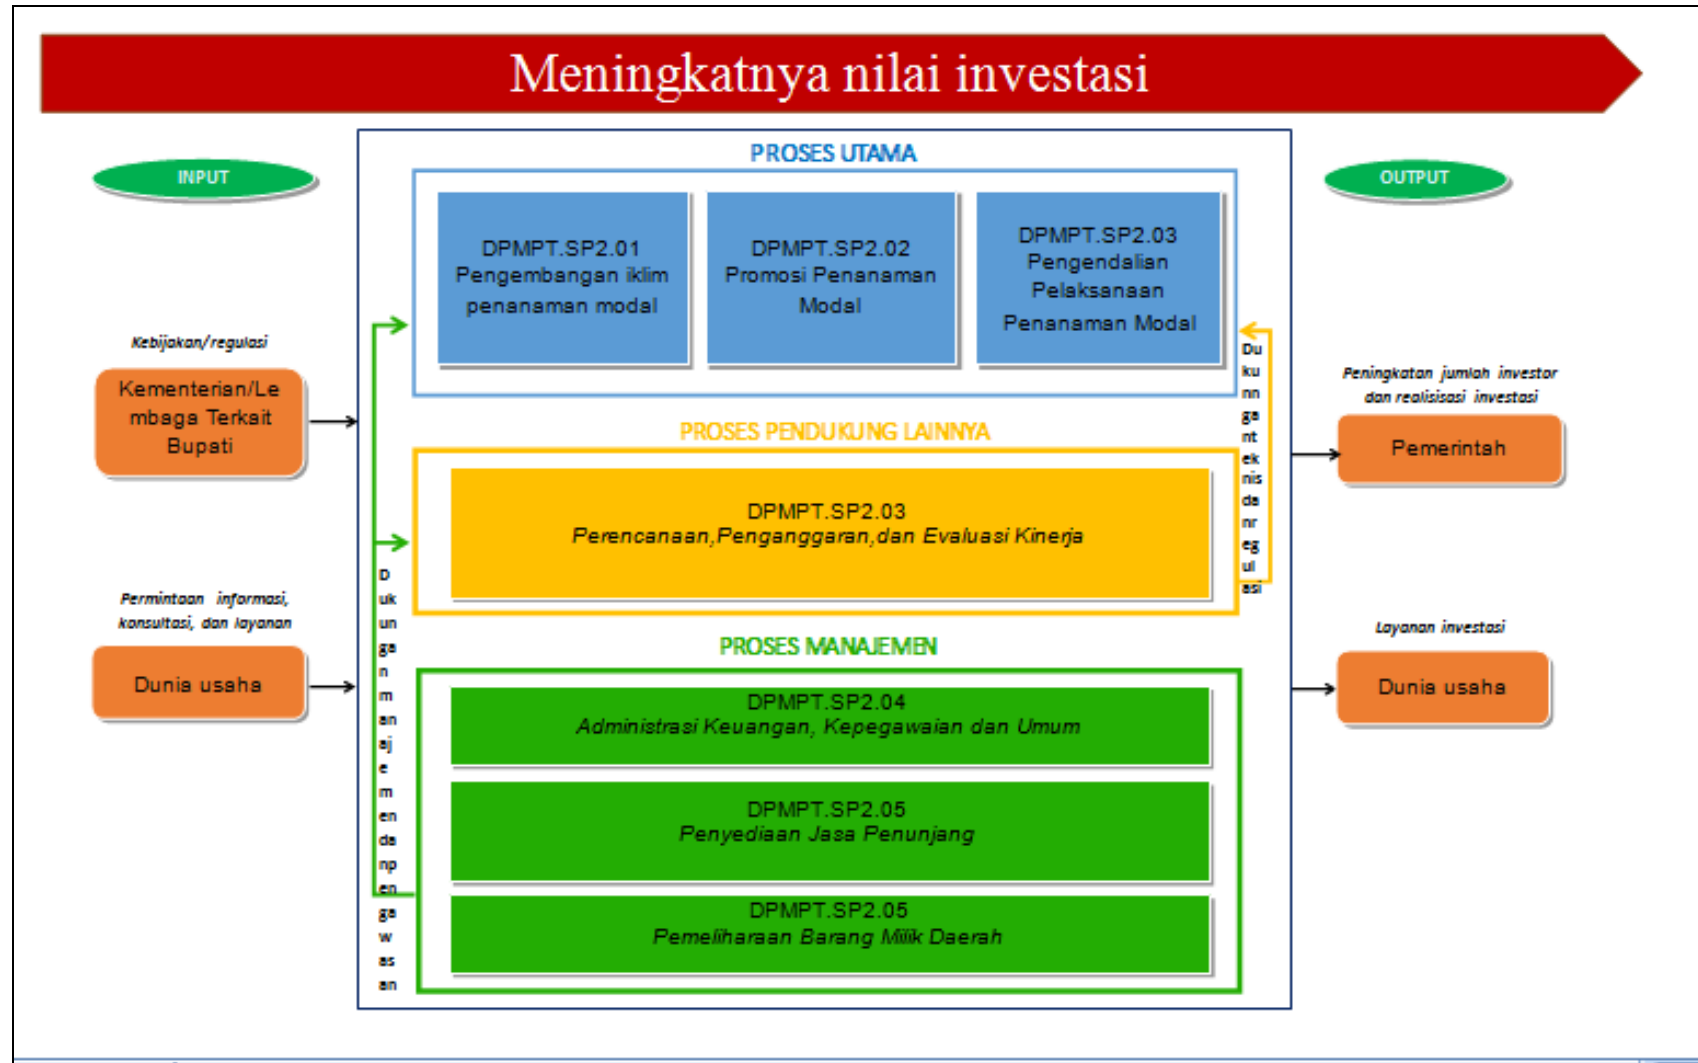 Meningkatnya nilai investasi
INPUT
PROSES UTAMA
OUTPUT
DPMPT.SP2.01
Pengembangan iklim
penanaman modal
DPMPT.SP2.02
Promosi Penanaman
Modal
DPMPT.SP2.03
Pengendalian
Pelaksanaan
Penanaman Modal
Kebijakan/regulasi
Kementerian/Le
mbaga Terkait
Bupati
Permintaan informasi,
konsultasi, dan layanan
Dunia usaha
D
uk
un
ga
n
m
an
aj
e
m
en
da
np
en
ga
w
as
an
PROSES PENDUKUNG LAINNYA
DPMPT.SP2.03
Perencanaan,Penganggaran,dan Evaluasi Kinerja
Du
ku
nn
ga
nt
ek
nis
da
nr
eg
ul
asi
PROSES MANAJEMEN
DPMPT.SP2.04
Administrasi Keuangan, Kepegawaian dan Umum
DPMPT.SP2.05
Penyediaan Jasa Penunjang
DPMPT.SP2.05
Pemeliharaan Barang Milik Daerah
Peningkatan jumlah investor
dan realisisasi investasi
Pemerintah
Layanan investasi
Dunia usaha